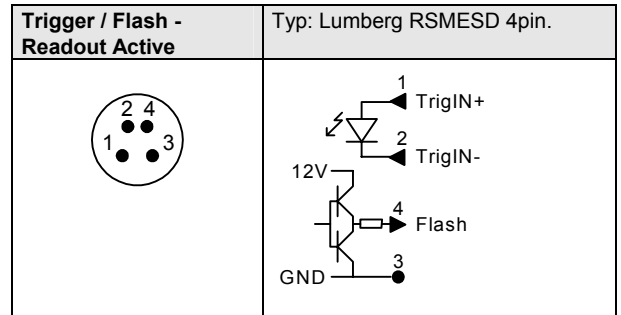 Trigger / Flash -
Readout Active
Typ: Lumberg RSMESD 4pin.
2 4
1 3
1
TrigIN+
2
TrigIN-
12V
4
Flash
3
GND